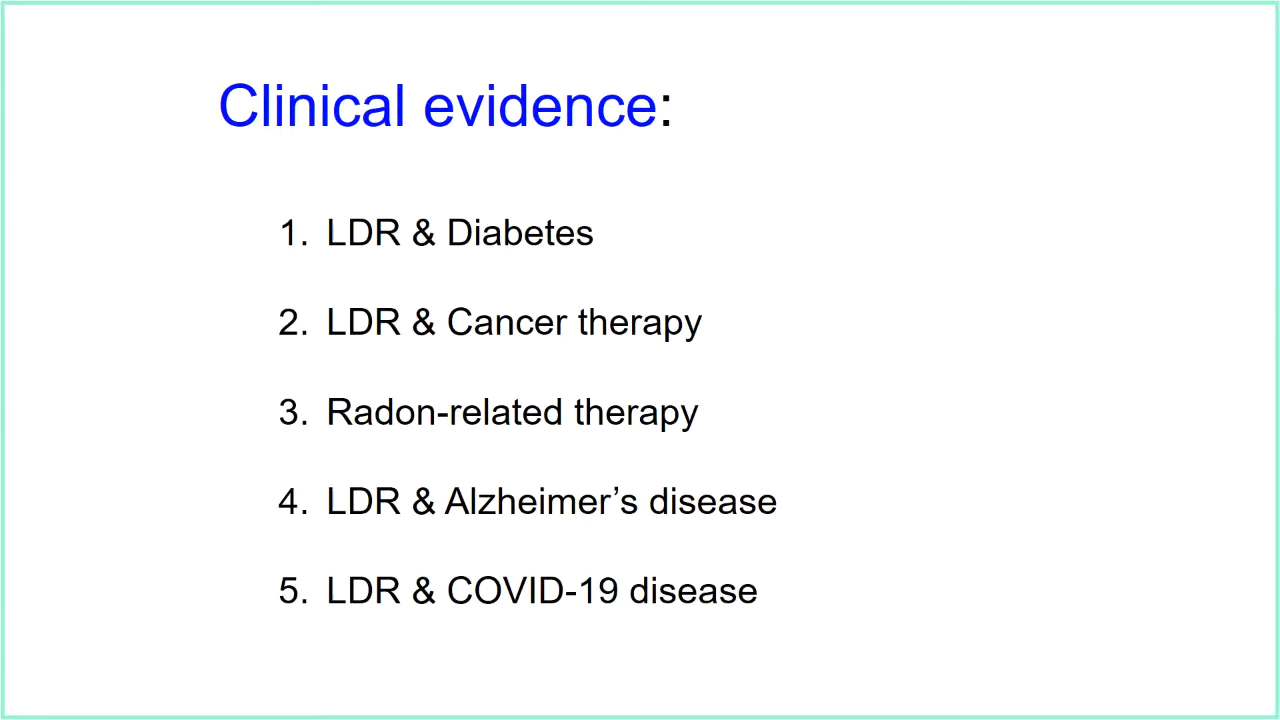 Clinical evidence:
1. LDR & Diabetes
2. LDR & Cancer therapy
3. Radon-related therapy
4. LDR & Alzheimer’s disease
5. LDR & COVID-19 disease